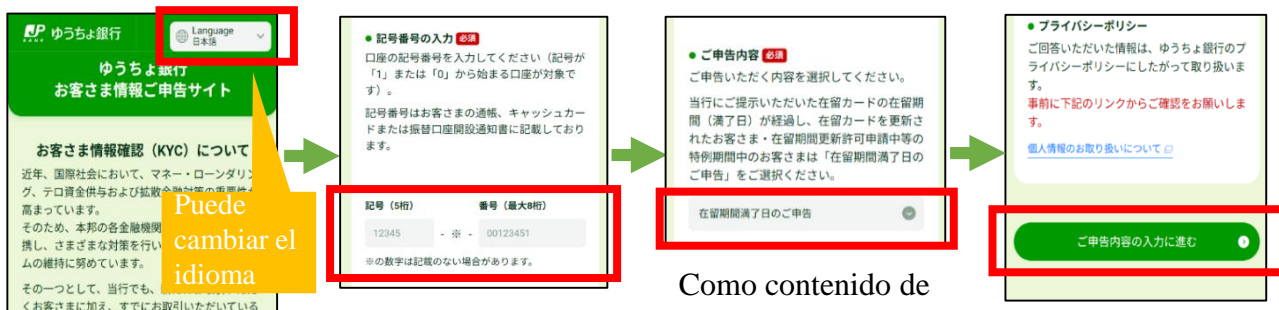 JP BANK ゆうちょ銀行
Language
日本語
ゆうちょ銀行
お客さま情報ご申告サイト
お客さま情報確認（KYC）について
近年、国際社会において、マネー・ローンダリン
グ、テロ資金供与および拡散金融対策の重要性が
高まっています。
そのため、本邦の各金融機関
携し、さまざまな対策を行い
ムの維持に努めています。
その一つとして、当行でも、
くお客さまに加え、すでにお取引いただいている
Puede
cambiar el
idioma
● 記号番号の入力 必須
口座の記号番号を入力してください（記号が
「1」または「0」から始まる口座が対象で
す）。
記号番号はお客さまの通帳、キャッシュカー
ドまたは振替口座開設通知書に記載しており
ます。
記号（5桁） 番号（最大8桁）
12345 - ※ - 00123451
※の数字は記載のない場合があります。
● ご申告内容 必須
ご申告いただく内容を選択してください。
当行にご提示いただいた在留カードの在留期
間（満了日）が経過し、在留カードを更新さ
れたお客さま・在留期間更新許可申請中等の
特例期間中のお客さまは「在留期間満了日の
ご申告」をご選択ください。
在留期間満了日のご申告
Como contenido de
● プライバシーポリシー
ご回答いただいた情報は、ゆうちょ銀行のプ
ライバシーポリシーにしたがって取り扱いま
す。
事前に下記のリンクからご確認をお願いしま
す。
個人情報のお取り扱いについて
ご申告内容の入力に進む